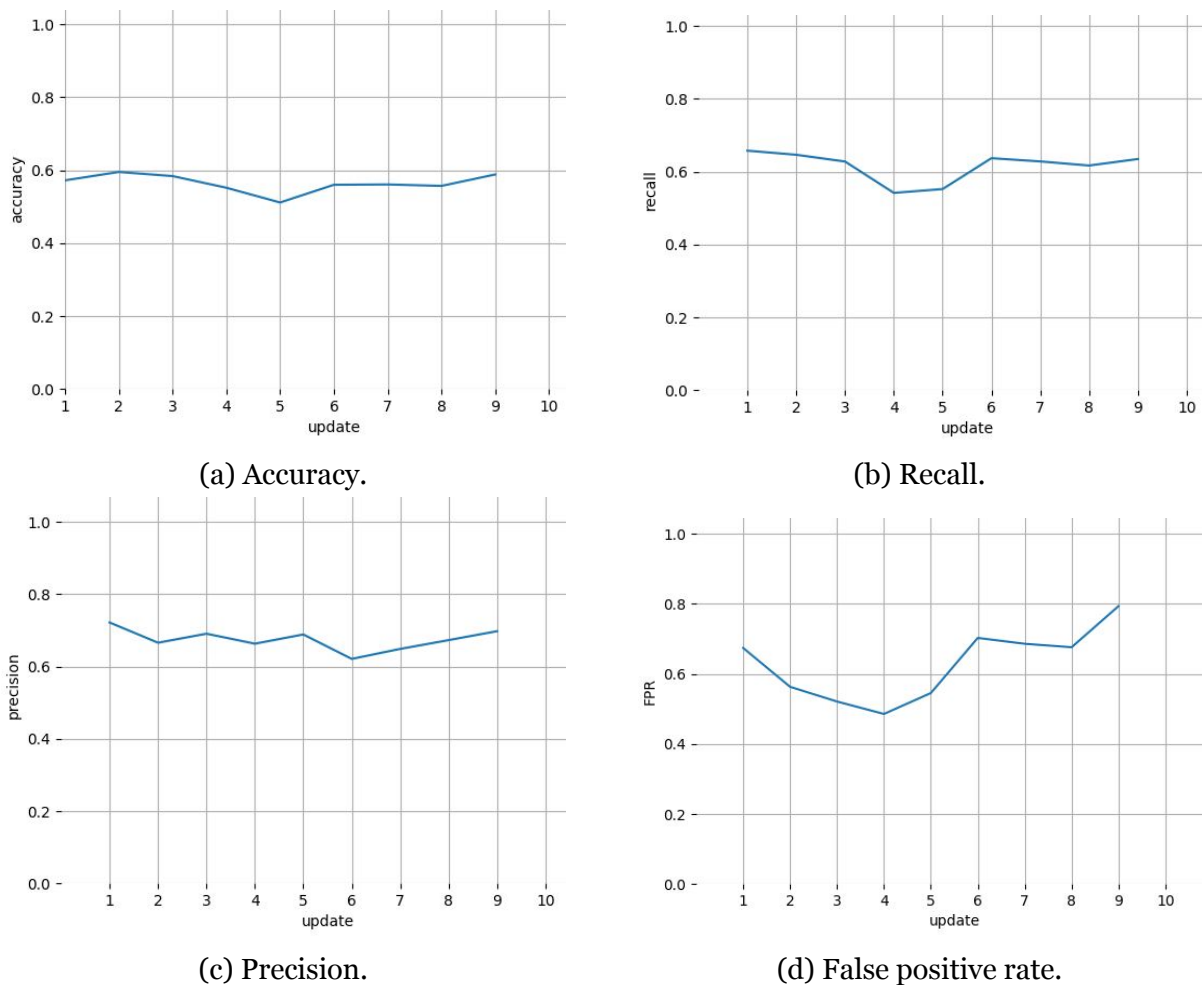 1.0
0.8
0.6
0.4
0.2
0.0
accuracy
1 2 3 4 5 6 7 8 9 10
update
(a) Accuracy.
1.0
0.8
0.6
0.4
0.2
0.0
recall
1 2 3 4 5 6 7 8 9 10
update
(b) Recall.
1.0
0.8
0.6
0.4
0.2
0.0
precision
1 2 3 4 5 6 7 8 9 10
update
(c) Precision.
1.0
0.8
0.6
0.4
0.2
0.0
FPR
1 2 3 4 5 6 7 8 9 10
update
(d) False positive rate.